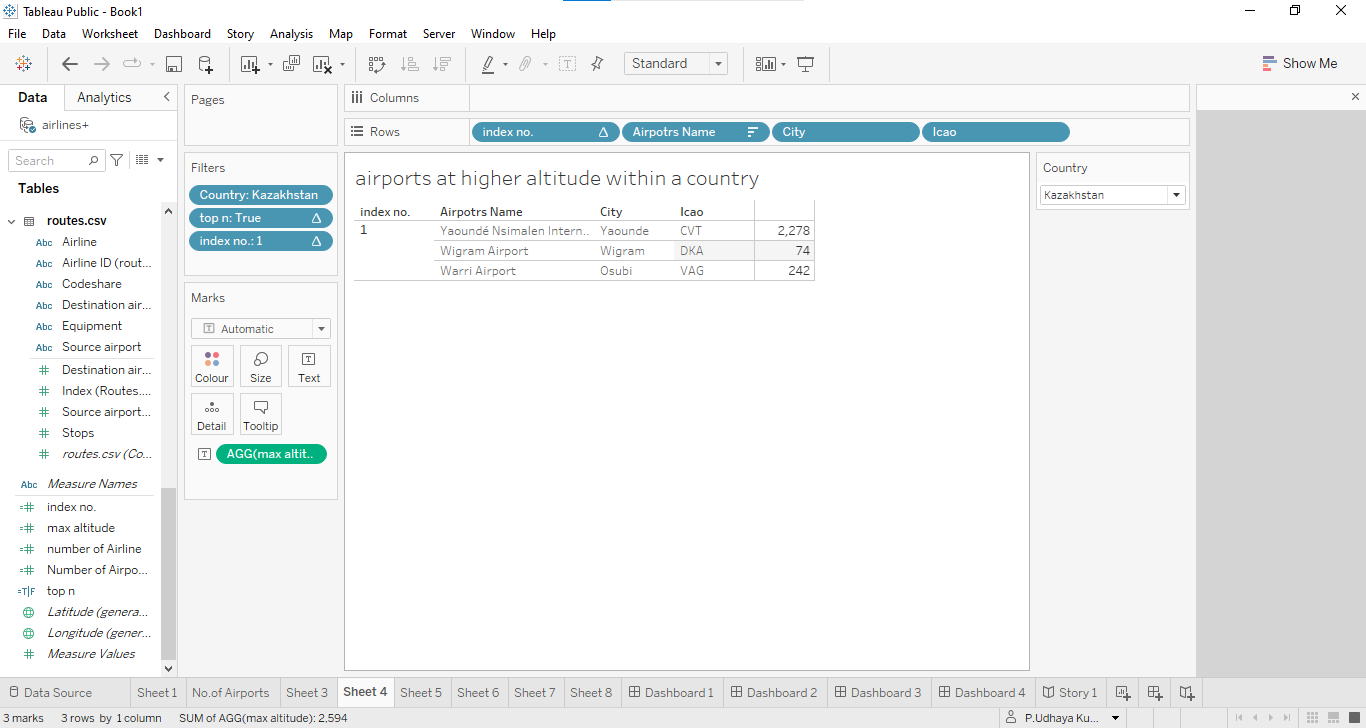 Tableau Public - Book1
File Data Worksheet Dashboard Story Analysis Map Format Server Window Help
Standard
Show Me
Data Analytics
airlines+
Search
Tables
routes.csv
Abc Airline
Abc Airline ID (rout...
Abc Codeshare
Abc Destination air...
Abc Equipment
Abc Source airport
Destination air...
Index (Routes....
Source airport...
Stops
routes.csv (Co...
Abc Measure Names
index no.
max altitude
number of Airline
Number of Airpo...
=T|F top n
Latitude (genera...
Longitude (gener...
Measure Values
Pages
Filters
Country: Kazakhstan
top n: True
index no.: 1
Marks
Automatic
Colour Size Text
Detail Tooltip
AGG(max altit..
Columns
Rows index no. Airpotrs Name City Icao
airports at higher altitude within a country
index no. Airpotrs Name City Icao
1 Yaoundé Nsimalen Intern.. Yaounde CVT 2,278
Wigram Airport Wigram DKA 74
Warri Airport Osubi VAG 242
Country
Kazakhstan
Data Source Sheet 1 No.of Airports Sheet 3 Sheet 4 Sheet 5 Sheet 6 Sheet 7 Sheet 8 Dashboard 1 Dashboard 2 Dashboard 3 Dashboard 4 Story 1
3 marks 3 rows by 1 column SUM of AGG(max altitude): 2,594 P.Udhaya Ku...